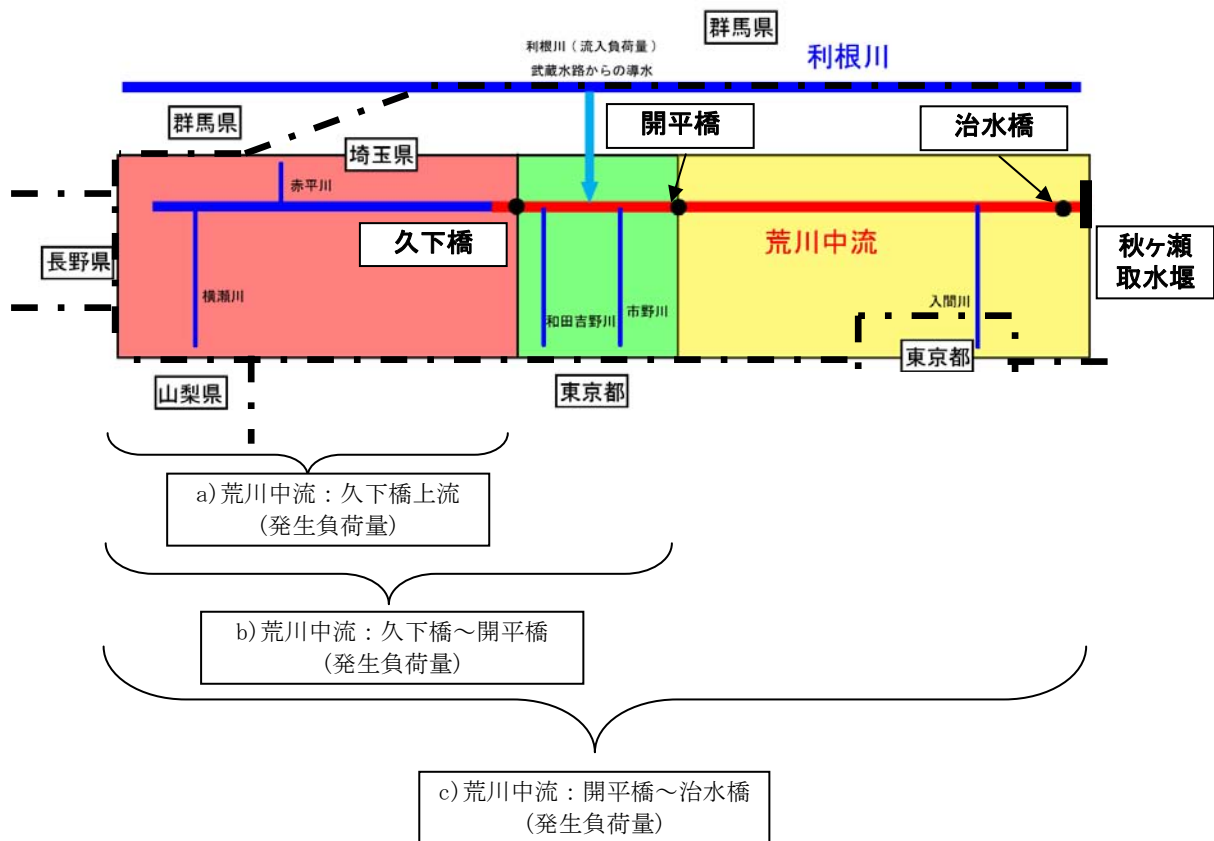 群馬県
利根川（流入負荷量）
武蔵水路からの導水
利根川
群馬県
開平橋
治水橋
埼玉県
赤平川
久下橋
荒川中流
秋ヶ瀬
取水堰
長野県
横瀬川
和田吉野川
市野川
入間川
東京都
山梨県
東京都
a)荒川中流：久下橋上流
(発生負荷量)
b)荒川中流：久下橋～開平橋
(発生負荷量)
c)荒川中流：開平橋～治水橋
(発生負荷量)